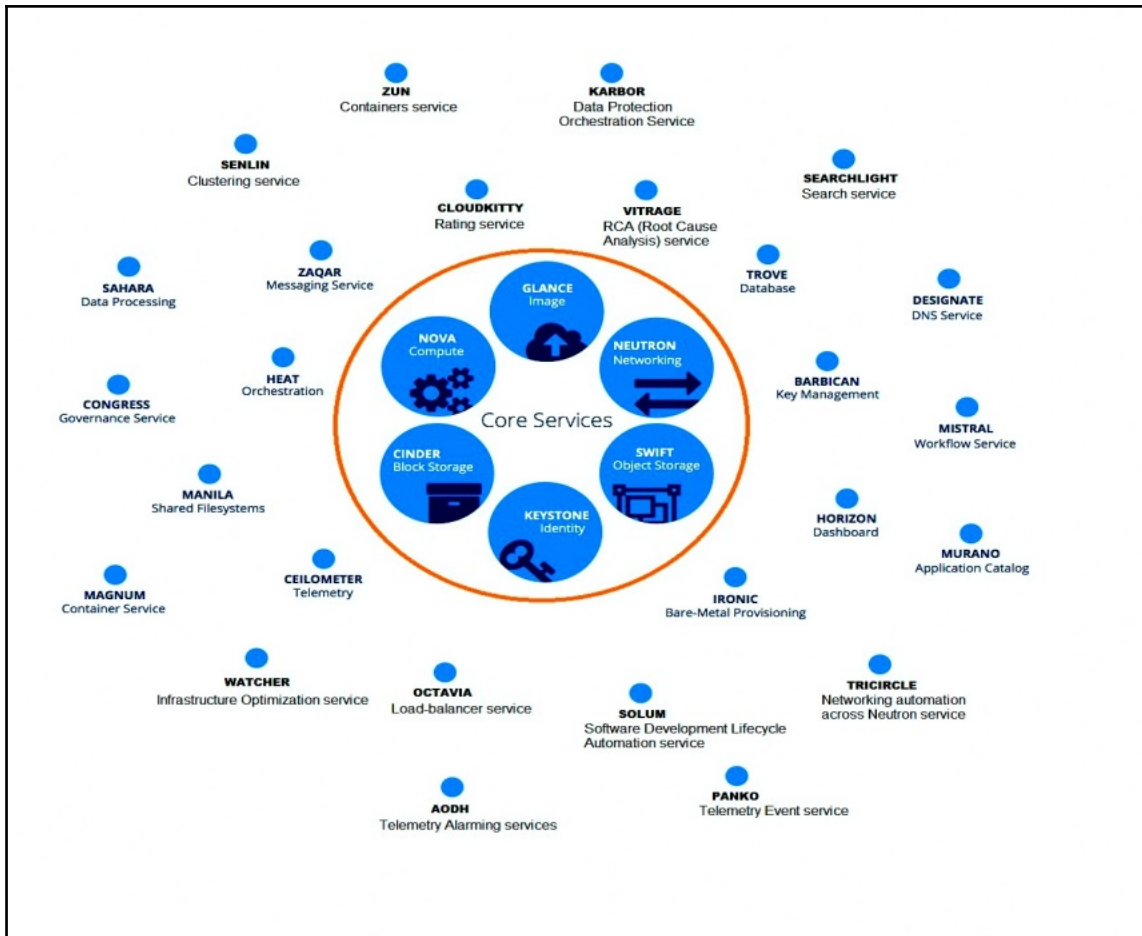 ZUN
Containers service
KARBOR
Data Protection
Orchestration Service
SENLIN
Clustering service
SEARCHLIGHT
Search service
CLOUDKITTY
Rating service
VITRAGE
RCA (Root Cause
Analysis) service
ZAQAR
Messaging Service
TROVE
Database
SAHARA
Data Processing
DESIGNATE
DNS Service
GLANCE
Image
NOVA
Compute
NEUTRON
Networking
HEAT
Orchestration
BARBICAN
Key Management
CONGRESS
Governance Service
Core Services
MISTRAL
Workflow Service
CINDER
Block Storage
SWIFT
Object Storage
MANILA
Shared Filesystems
KEYSTONE
Identity
HORIZON
Dashboard
MURANO
Application Catalog
CEILOMETER
Telemetry
MAGNUM
Container Service
IRONIC
Bare-Metal Provisioning
WATCHER
Infrastructure Optimization service
OCTAVIA
Load-balancer service
TRICIRCLE
Networking automation
across Neutron service
SOLUM
Software Development Lifecycle
Automation service
AODH
Telemetry Alarming services
PANKO
Telemetry Event service